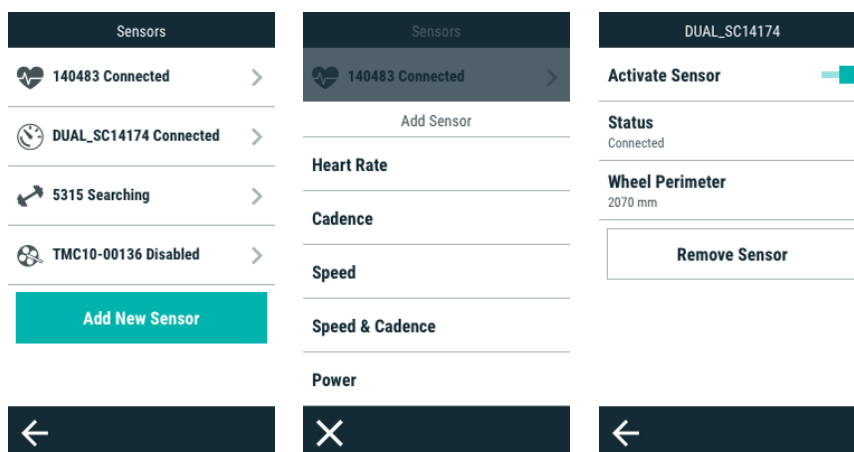 Sensors
140483 Connected
DUAL_SC14174 Connected
5315 Searching
TMC10-00136 Disabled
Add New Sensor
Sensors
140483 Connected
Add Sensor
Heart Rate
Cadence
Speed
Speed & Cadence
Power
DUAL_SC14174
Activate Sensor
Status
Connected
Wheel Perimeter
2070 mm
Remove Sensor